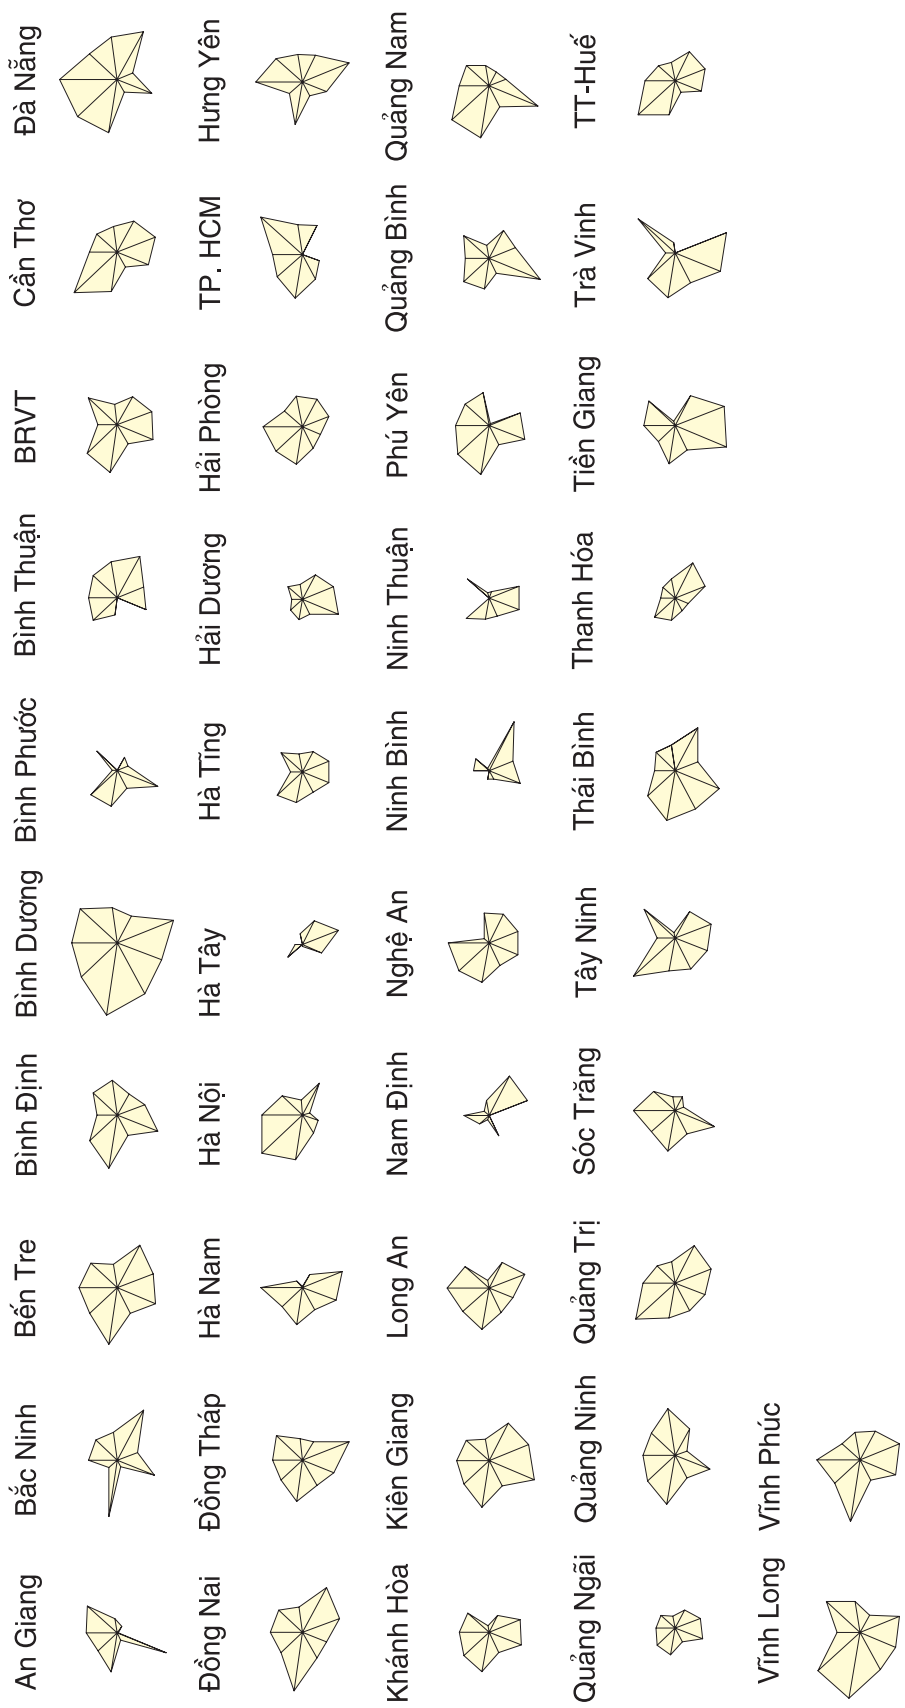 An Giang
Bắc Ninh
Bến Tre
Bình Định
Bình Dương
Bình Phước
Bình Thuận
BRVT
Cần Thơ
Đà Nẵng
Đồng Nai
Đồng Tháp
Hà Nam
Hà Nội
Hà Tây
Hà Tĩng
Hải Dương
Hải Phòng
TP. HCM
Hưng Yên
Khánh Hòa
Kiên Giang
Long An
Nam Định
Nghệ An
Ninh Bình
Ninh Thuận
Phú Yên
Quảng Bình
Quảng Nam
Quảng Ngãi
Quảng Ninh
Quảng Trị
Sóc Trăng
Tây Ninh
Thái Bình
Thanh Hóa
Tiền Giang
Trà Vinh
TT-Huế
Vĩnh Long
Vĩnh Phúc